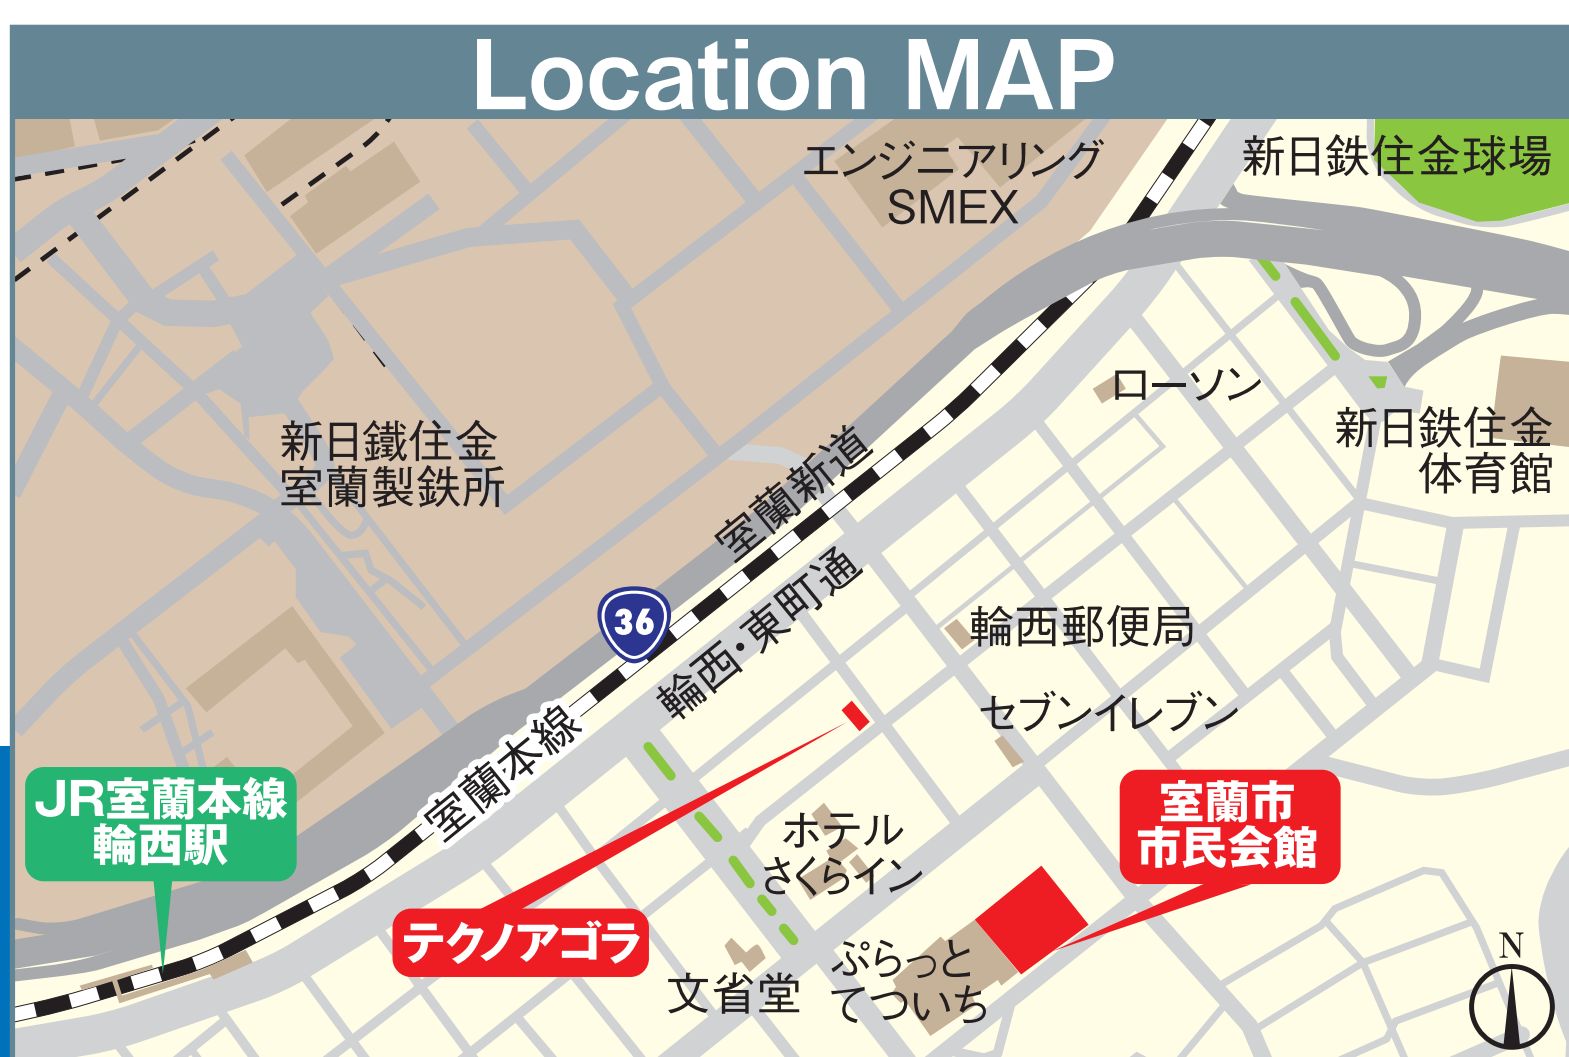 Location MAP
エンジニアリング
SMEX
新日鉄住金球場
ローソン
新日鉄住金
体育館
新日鐵住金
室蘭製鉄所
室蘭新道
36
輪西・東町通
輪西郵便局
セブンイレブン
室蘭本線
JR室蘭本線
輪西駅
室蘭市
市民会館
ホテル
さくらイン
テクノアゴラ
文省堂
ぷらっと
てついち
N